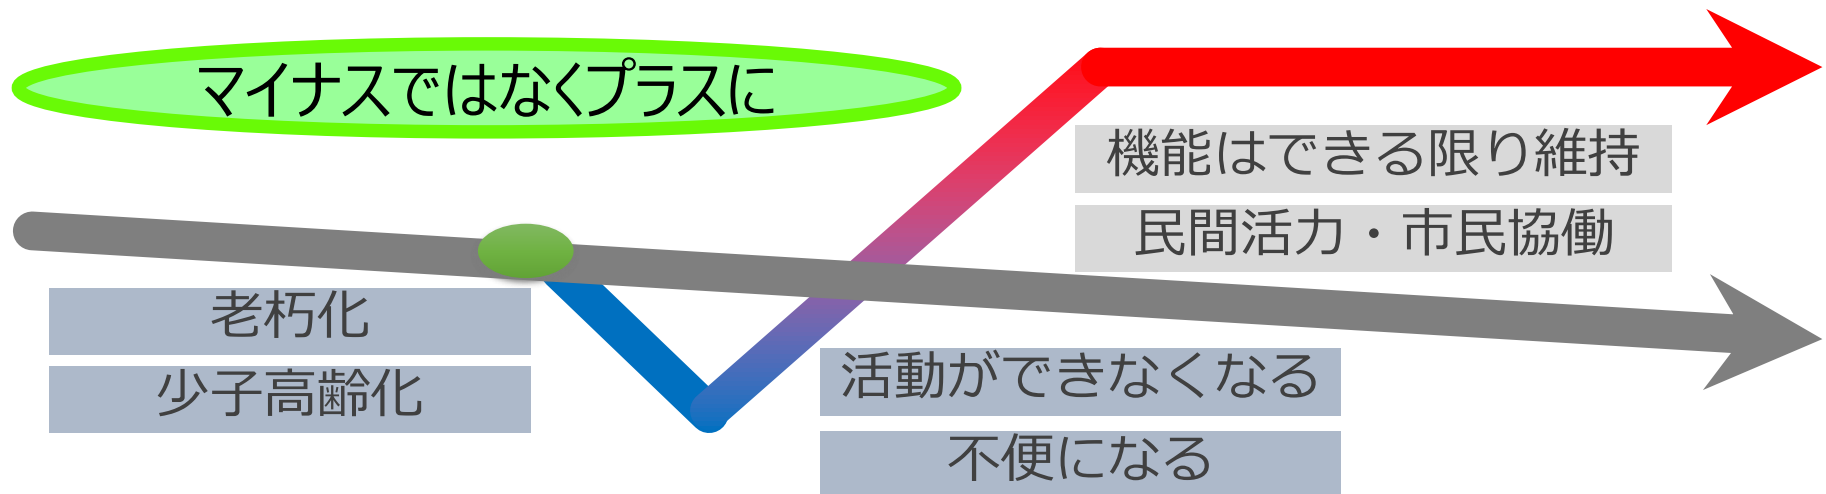 マイナスではなくプラスに
機能はできる限り維持
民間活力・市民協働
老朽化
少子高齢化
活動ができなくなる
不便になる